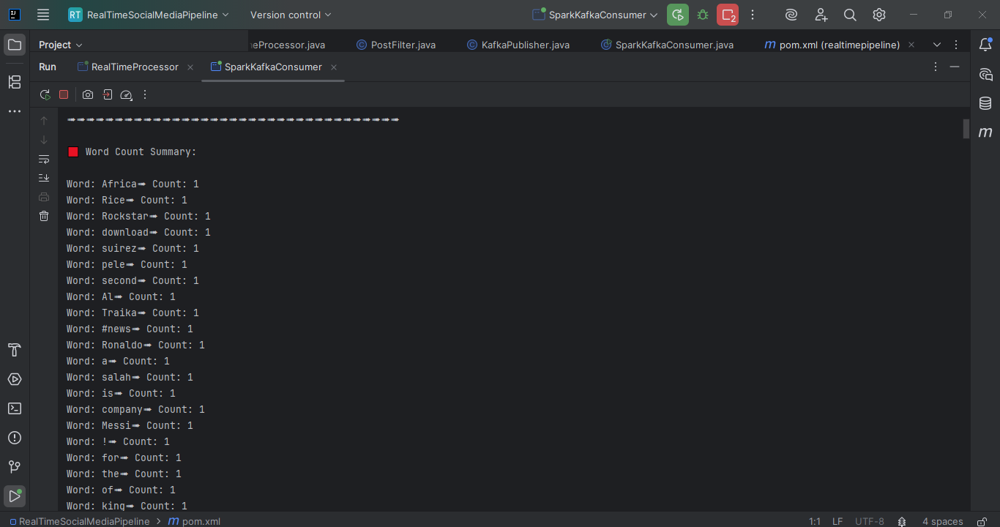 RT RealTimeSocialMediaPipeline Version control SparkKafkaConsumer 2
Project eProcessor.java PostFilter.java KafkaPublisher.java SparkKafkaConsumer.java m pom.xml (realtimepipeline)
Run RealTimeProcessor SparkKafkaConsumer
➠➠➠➠➠➠➠➠➠➠➠➠➠➠➠➠➠➠➠➠➠➠➠➠➠➠➠➠➠➠➠➠➠➠➠
🟥 Word Count Summary:
Word: Africa➠ Count: 1
Word: Rice➠ Count: 1
Word: Rockstar➠ Count: 1
Word: download➠ Count: 1
Word: suirez➠ Count: 1
Word: pele➠ Count: 1
Word: second➠ Count: 1
Word: Al➠ Count: 1
Word: Traika➠ Count: 1
Word: #news➠ Count: 1
Word: Ronaldo➠ Count: 1
Word: a➠ Count: 1
Word: salah➠ Count: 1
Word: is➠ Count: 1
Word: company➠ Count: 1
Word: Messi➠ Count: 1
Word: !➠ Count: 1
Word: for➠ Count: 1
Word: the➠ Count: 1
Word: of➠ Count: 1
Word: king➠ Count: 1
RealTimeSocialMediaPipeline > m pom.xml 1:1 LF UTF-8 4 spaces